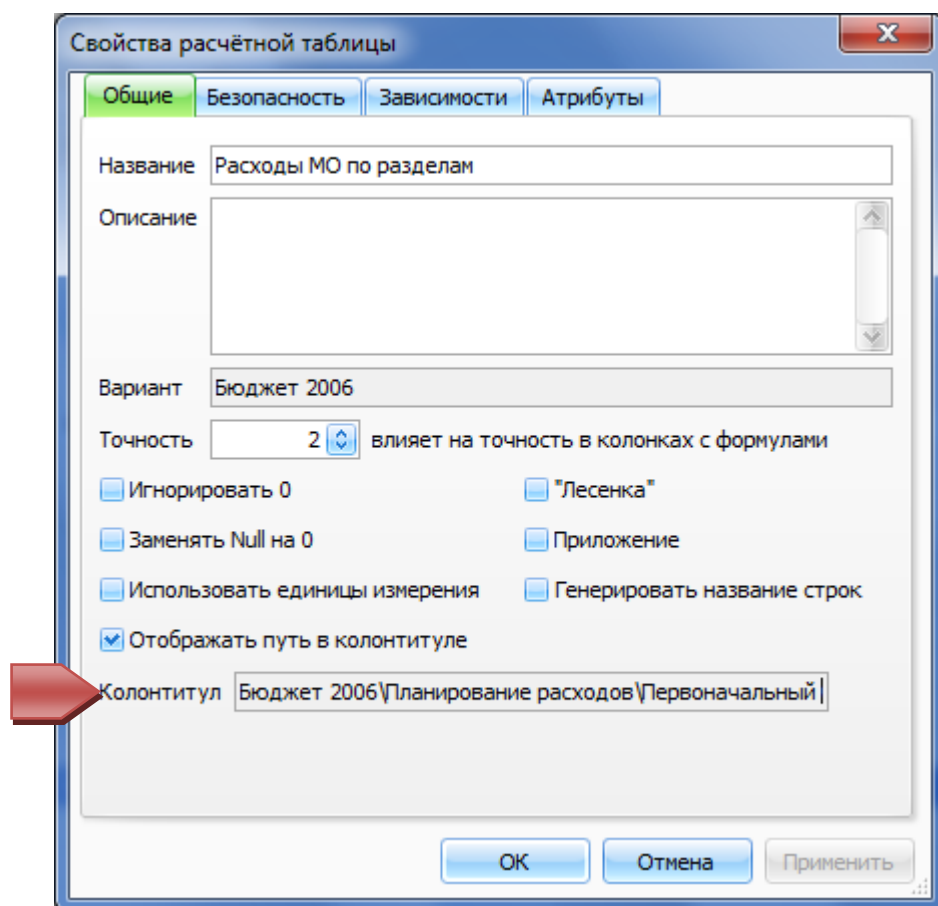 Свойства расчётной таблицы
Общие Безопасность Зависимости Атрибуты
Название Расходы МО по разделам
Описание
Вариант Бюджет 2006
Точность 2 влияет на точность в колонках с формулами
Игнорировать 0 "Лесенка"
Заменять Null на 0 Приложение
Использовать единицы измерения Генерировать название строк
Отображать путь в колонтитуле
Колонтитул Бюджет 2006\Планирование расходов\Первоначальный
ОК Отмена Применить